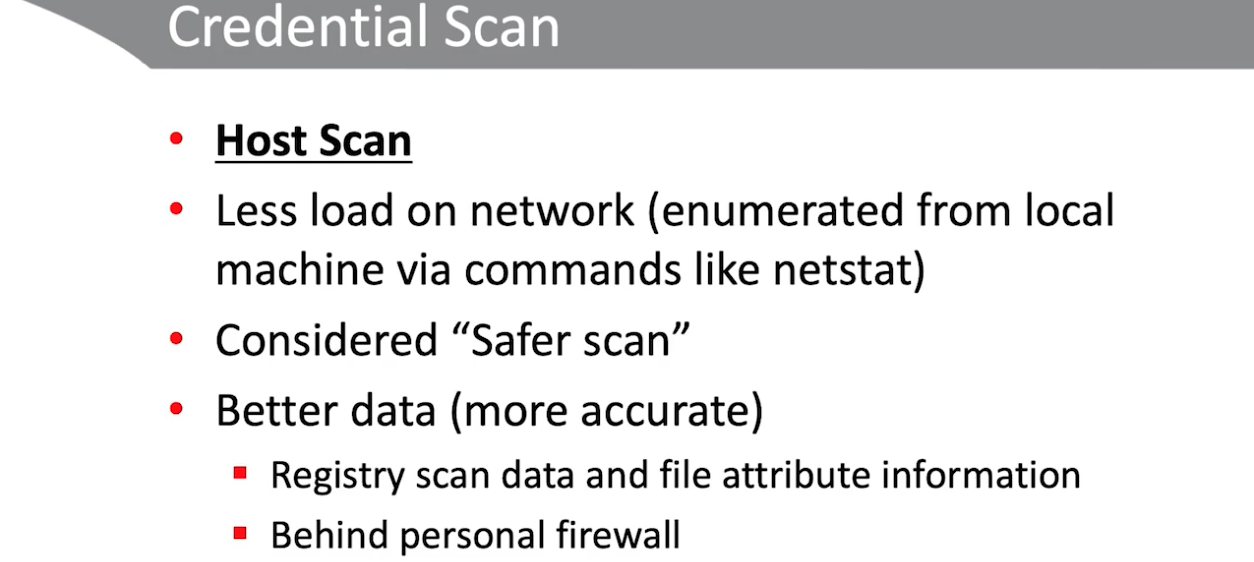 Credential Scan
• Host Scan
• Less load on network (enumerated from local
machine via commands like netstat)
• Considered “Safer scan”
• Better data (more accurate)
▪ Registry scan data and file attribute information
▪ Behind personal firewall